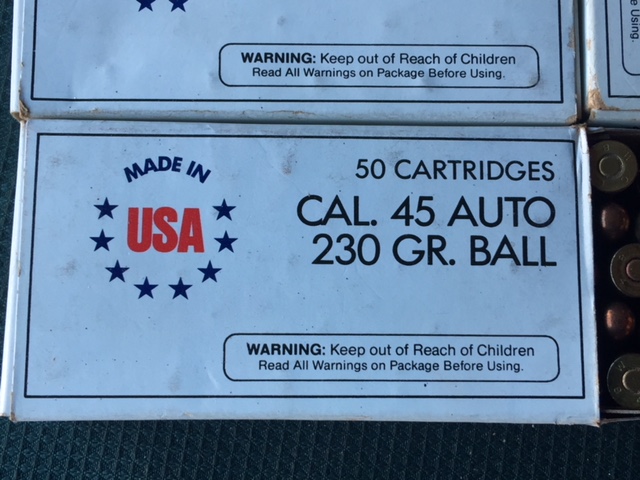 WARNING: Keep out of Reach of Children
Read All Warnings on Package Before Using.
e Using.
MADE IN
USA
50 CARTRIDGES
CAL. 45 AUTO
230 GR. BALL
WARNING: Keep out of Reach of Children
Read All Warnings on Package Before Using.